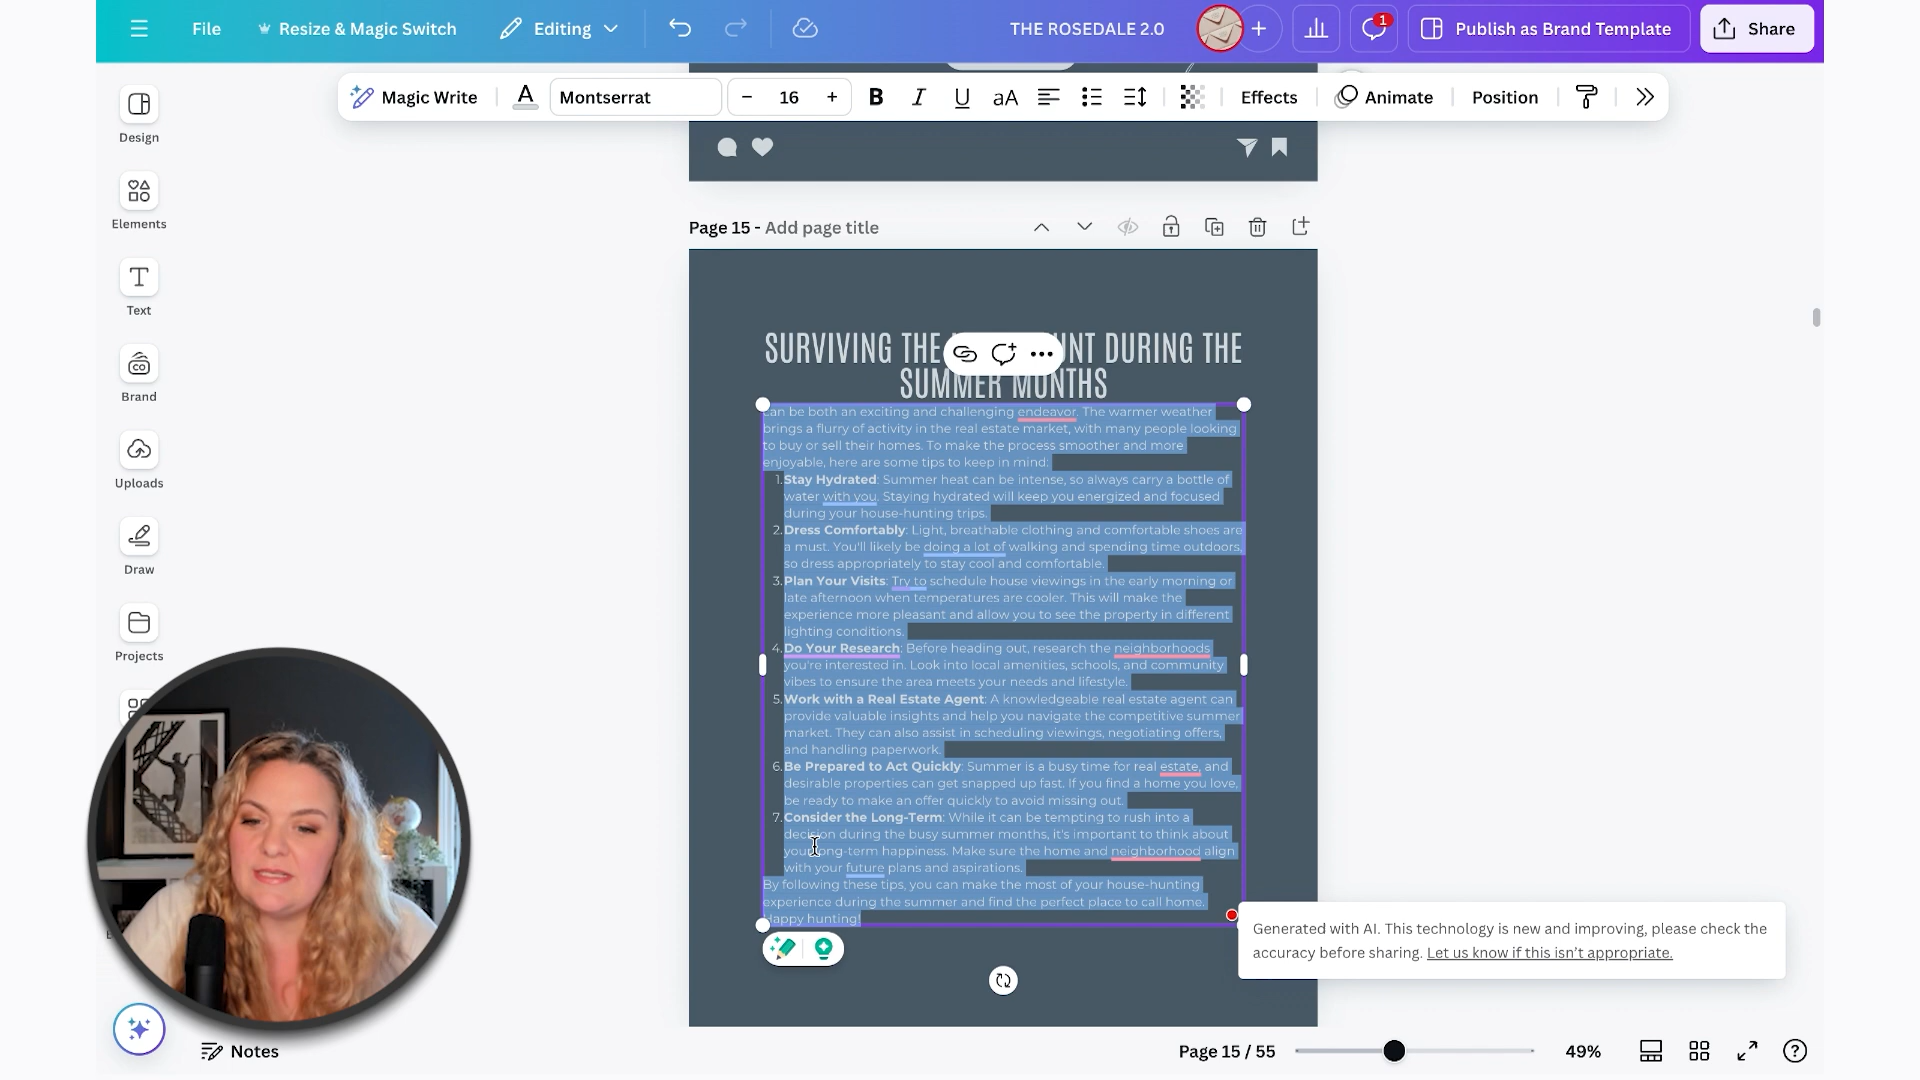 File
Resize & Magic Switch
Editing
THE ROSEDALE 2.0
1
Publish as Brand Template
Share
Magic Write
A
Montserrat
– 16 +
B
I
U
aA
Effects
Animate
Position
Design
Elements
Text
Brand
Uploads
Draw
Projects
Page 15 - Add page title
SURVIVING THE UNT DURING THE
SUMMER MONTHS
can be both an exciting and challenging endeavor. The warmer weather
brings a flurry of activity in the real estate market, with many people looking
to buy or sell their homes. To make the process smoother and more
enjoyable, here are some tips to keep in mind:
1. Stay Hydrated: Summer heat can be intense, so always carry a bottle of
water with you. Staying hydrated will keep you energized and focused
during your house-hunting trips.
2. Dress Comfortably: Light, breathable clothing and comfortable shoes are
a must. You'll likely be doing a lot of walking and spending time outdoors,
so dress appropriately to stay cool and comfortable.
3. Plan Your Visits: Try to schedule house viewings in the early morning or
late afternoon when temperatures are cooler. This will make the
experience more pleasant and allow you to see the property in different
lighting conditions.
4. Do Your Research: Before heading out, research the neighborhoods
you're interested in. Look into local amenities, schools, and community
vibes to ensure the area meets your needs and lifestyle.
5. Work with a Real Estate Agent: A knowledgeable real estate agent can
provide valuable insights and help you navigate the competitive summer
market. They can also assist in scheduling viewings, negotiating offers,
and handling paperwork.
6. Be Prepared to Act Quickly: Summer is a busy time for real estate, and
desirable properties can get snapped up fast. If you find a home you love,
be ready to make an offer quickly to avoid missing out.
7. Consider the Long-Term: While it can be tempting to rush into a
decision during the busy summer months, it's important to think about
your long-term happiness. Make sure the home and neighborhood align
with your future plans and aspirations.
By following these tips, you can make the most of your house-hunting
experience during the summer and find the perfect place to call home.
Happy hunting!
Generated with AI. This technology is new and improving, please check the
accuracy before sharing. Let us know if this isn't appropriate.
Notes
Page 15 / 55
49%